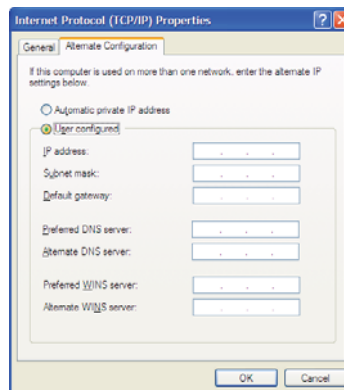 Internet Protocol (TCP/IP) Properties
General
Alternate Configuration
If this computer is used on more than one network, enter the alternate IP
settings below.
Automatic private IP address
User configured
IP address:
Subnet mask:
Default gateway:
Preferred DNS server:
Alternate DNS server:
Preferred WINS server:
Alternate WINS server:
OK
Cancel